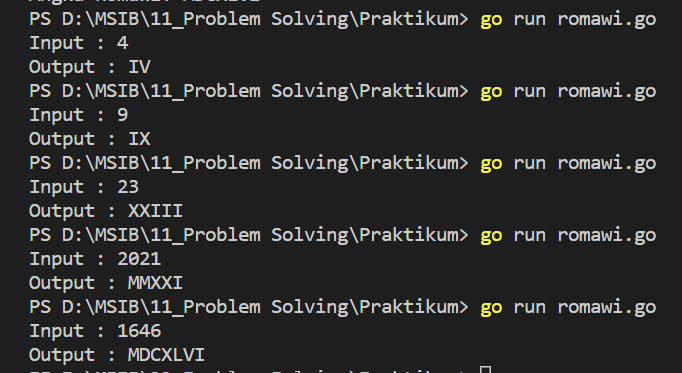 PS D:\MSIB\11_Problem Solving\Praktikum> go run romawi.go
Input : 4
Output : IV
PS D:\MSIB\11_Problem Solving\Praktikum> go run romawi.go
Input : 9
Output : IX
PS D:\MSIB\11_Problem Solving\Praktikum> go run romawi.go
Input : 23
Output : XXIII
PS D:\MSIB\11_Problem Solving\Praktikum> go run romawi.go
Input : 2021
Output : MMXXI
PS D:\MSIB\11_Problem Solving\Praktikum> go run romawi.go
Input : 1646
Output : MDCXLVI